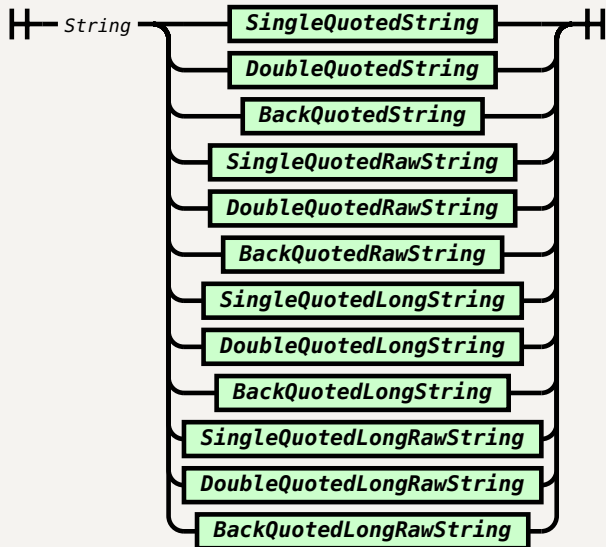 String
SingleQuotedString
DoubleQuotedString
BackQuotedString
SingleQuotedRawString
DoubleQuotedRawString
BackQuotedRawString
SingleQuotedLongString
DoubleQuotedLongString
BackQuotedLongString
SingleQuotedLongRawString
DoubleQuotedLongRawString
BackQuotedLongRawString